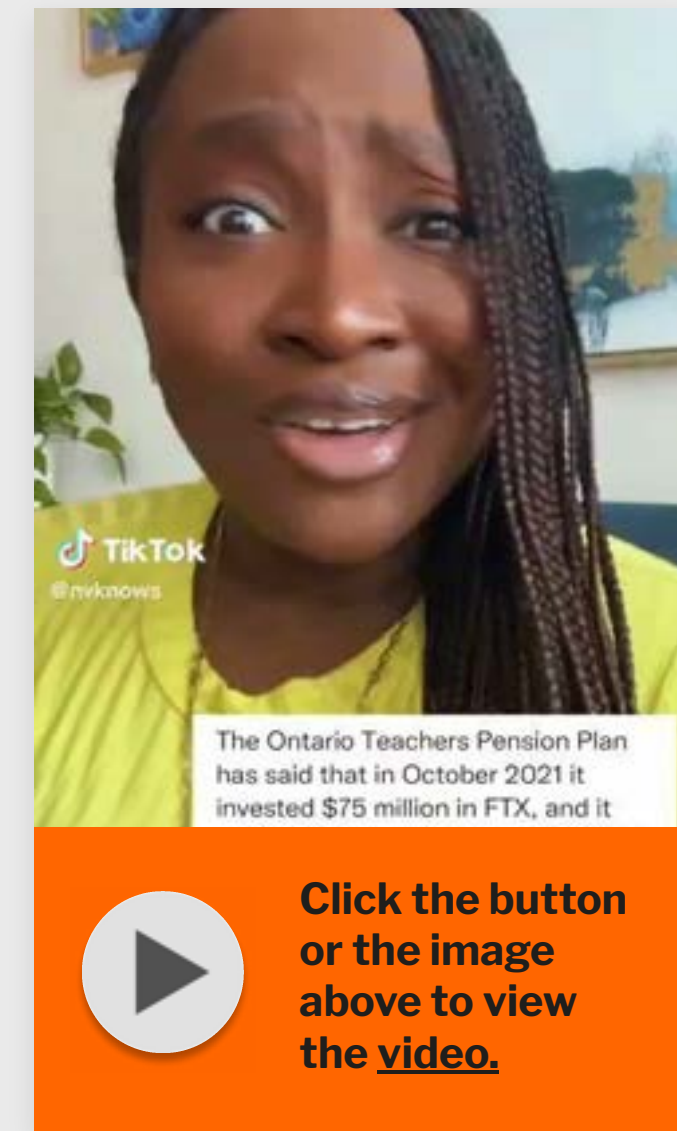 TikTok
@nvknows
The Ontario Teachers Pension Plan
has said that in October 2021 it
invested $75 million in FTX, and it
Click the button
or the image
above to view
the video.